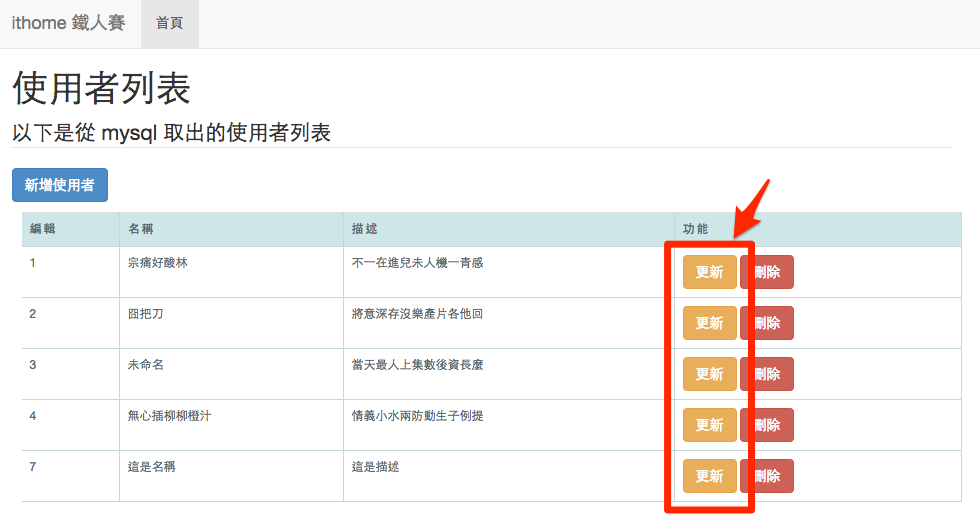 ithome 鐵人賽 首頁
使用者列表
以下是從 mysql 取出的使用者列表
新增使用者
編輯 名稱 描述 功能
1 宗痛好酸林 不一在進兒未人機一青感 更新 刪除
2 囧把刀 將意深存沒樂產片各他回 更新 刪除
3 未命名 當天最人上集數後資長麼 更新 刪除
4 無心插柳柳橙汁 情義小水兩防動生子例提 更新 刪除
7 這是名稱 這是描述 更新 刪除